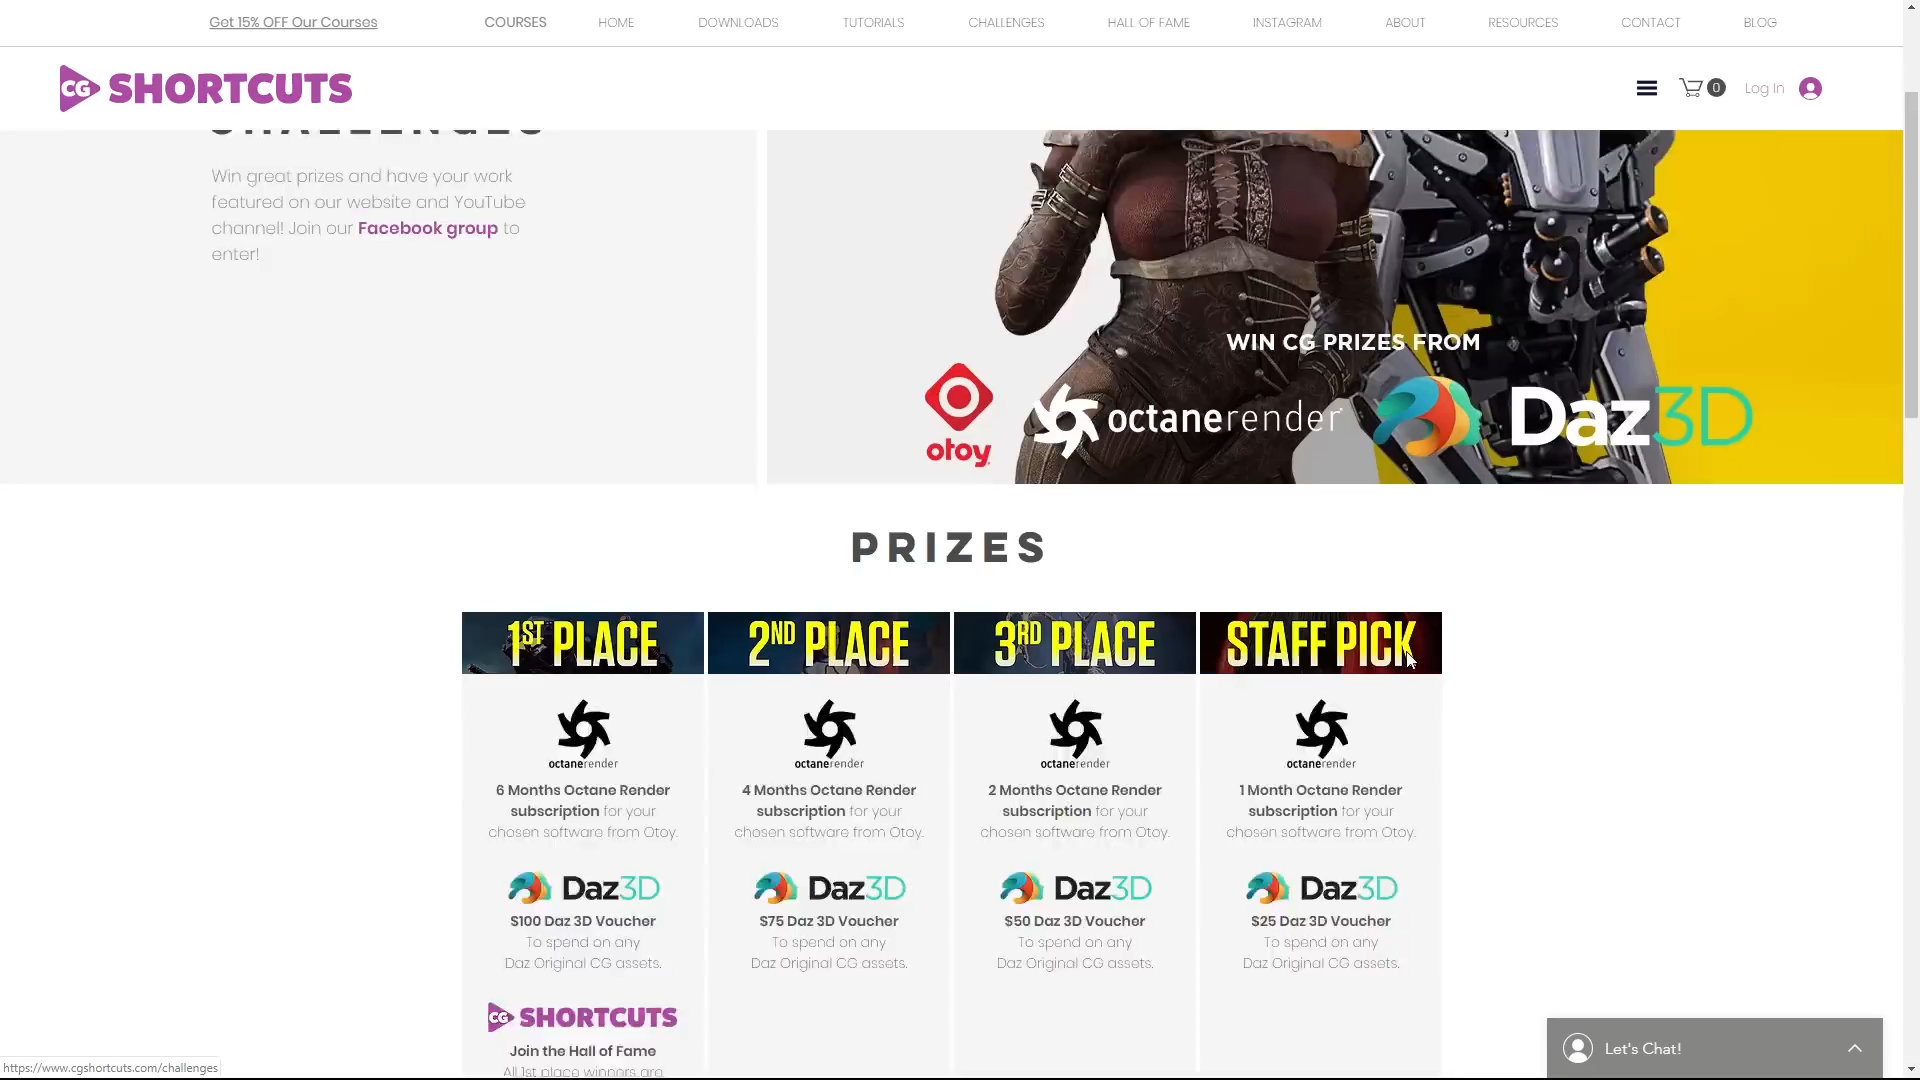 Get 15% OFF Our Courses COURSES HOME DOWNLOADS TUTORIALS CHALLENGES HALL OF FAME INSTAGRAM ABOUT RESOURCES CONTACT BLOG
CG SHORTCUTS
0 Log In
CHALLENGES
Win great prizes and have your work
featured on our website and YouTube
channel! Join our Facebook group to
enter!
WIN CG PRIZES FROM
otoy octanerender Daz3D
PRIZES
1ST PLACE
octanerender
6 Months Octane Render
subscription for your
chosen software from Otoy.
Daz3D
$100 Daz 3D Voucher
To spend on any
Daz Original CG assets.
CG SHORTCUTS
Join the Hall of Fame
All 1st place winners are
2ND PLACE
octanerender
4 Months Octane Render
subscription for your
chosen software from Otoy.
Daz3D
$75 Daz 3D Voucher
To spend on any
Daz Original CG assets.
3RD PLACE
octanerender
2 Months Octane Render
subscription for your
chosen software from Otoy.
Daz3D
$50 Daz 3D Voucher
To spend on any
Daz Original CG assets.
STAFF PICK
octanerender
1 Month Octane Render
subscription for your
chosen software from Otoy.
Daz3D
$25 Daz 3D Voucher
To spend on any
Daz Original CG assets.
Let's Chat!
https://www.cgshortcuts.com/challenges